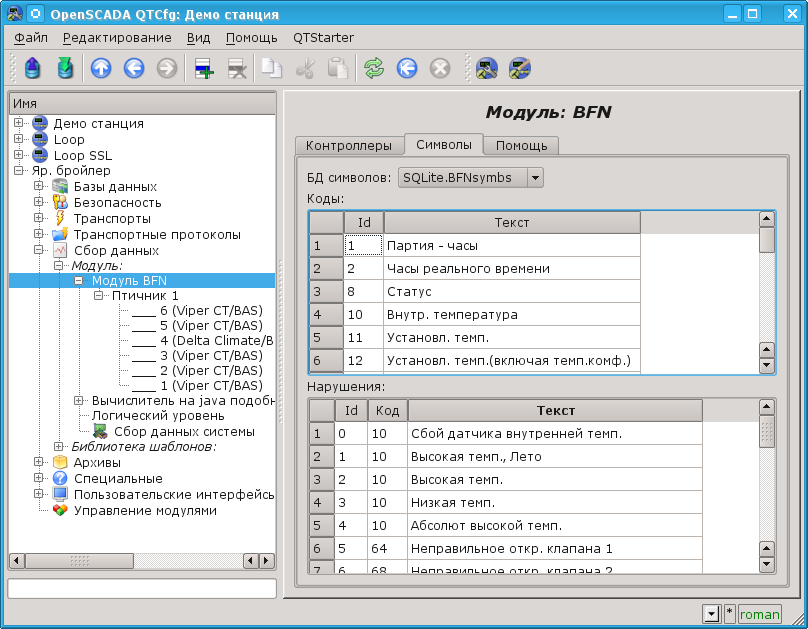 OpenSCADA QTCfg: Демо станция
Файл Редактирование Вид Помощь QTStarter
Имя
Демо станция
Loop
Loop SSL
Яр. бройлер
Базы данных
Безопасность
Транспорты
Транспортные протоколы
Сбор данных
Модуль:
Модуль BFN
Птичник 1
____ 6 (Viper CT/BAS)
____ 5 (Viper CT/BAS)
____ 4 (Delta Climate/B
____ 3 (Viper CT/BAS)
____ 2 (Viper CT/BAS)
____ 1 (Viper CT/BAS)
Вычислитель на java подобн
Логический уровень
Сбор данных системы
Библиотека шаблонов:
Архивы
Специальные
Пользовательские интерфейсь
Управление модулями
Модуль: BFN
Контроллеры Символы Помощь
БД символов: SQLite.BFNsymbs
Коды:
Id Текст
1 1 Партия - часы
2 2 Часы реального времени
3 8 Статус
4 10 Внутр. температура
5 11 Установл. темп.
6 12 Установл. темп.(включая темп.комф.)
Нарушения:
Id Код Текст
1 0 10 Сбой датчика внутренней темп.
2 1 10 Высокая темп., Лето
3 2 10 Высокая темп.
4 3 10 Низкая темп.
5 4 10 Абсолют высокой темп.
6 5 64 Неправильное откр. клапана 1
7 6 68 Неправильное откр. клапана 2
* roman